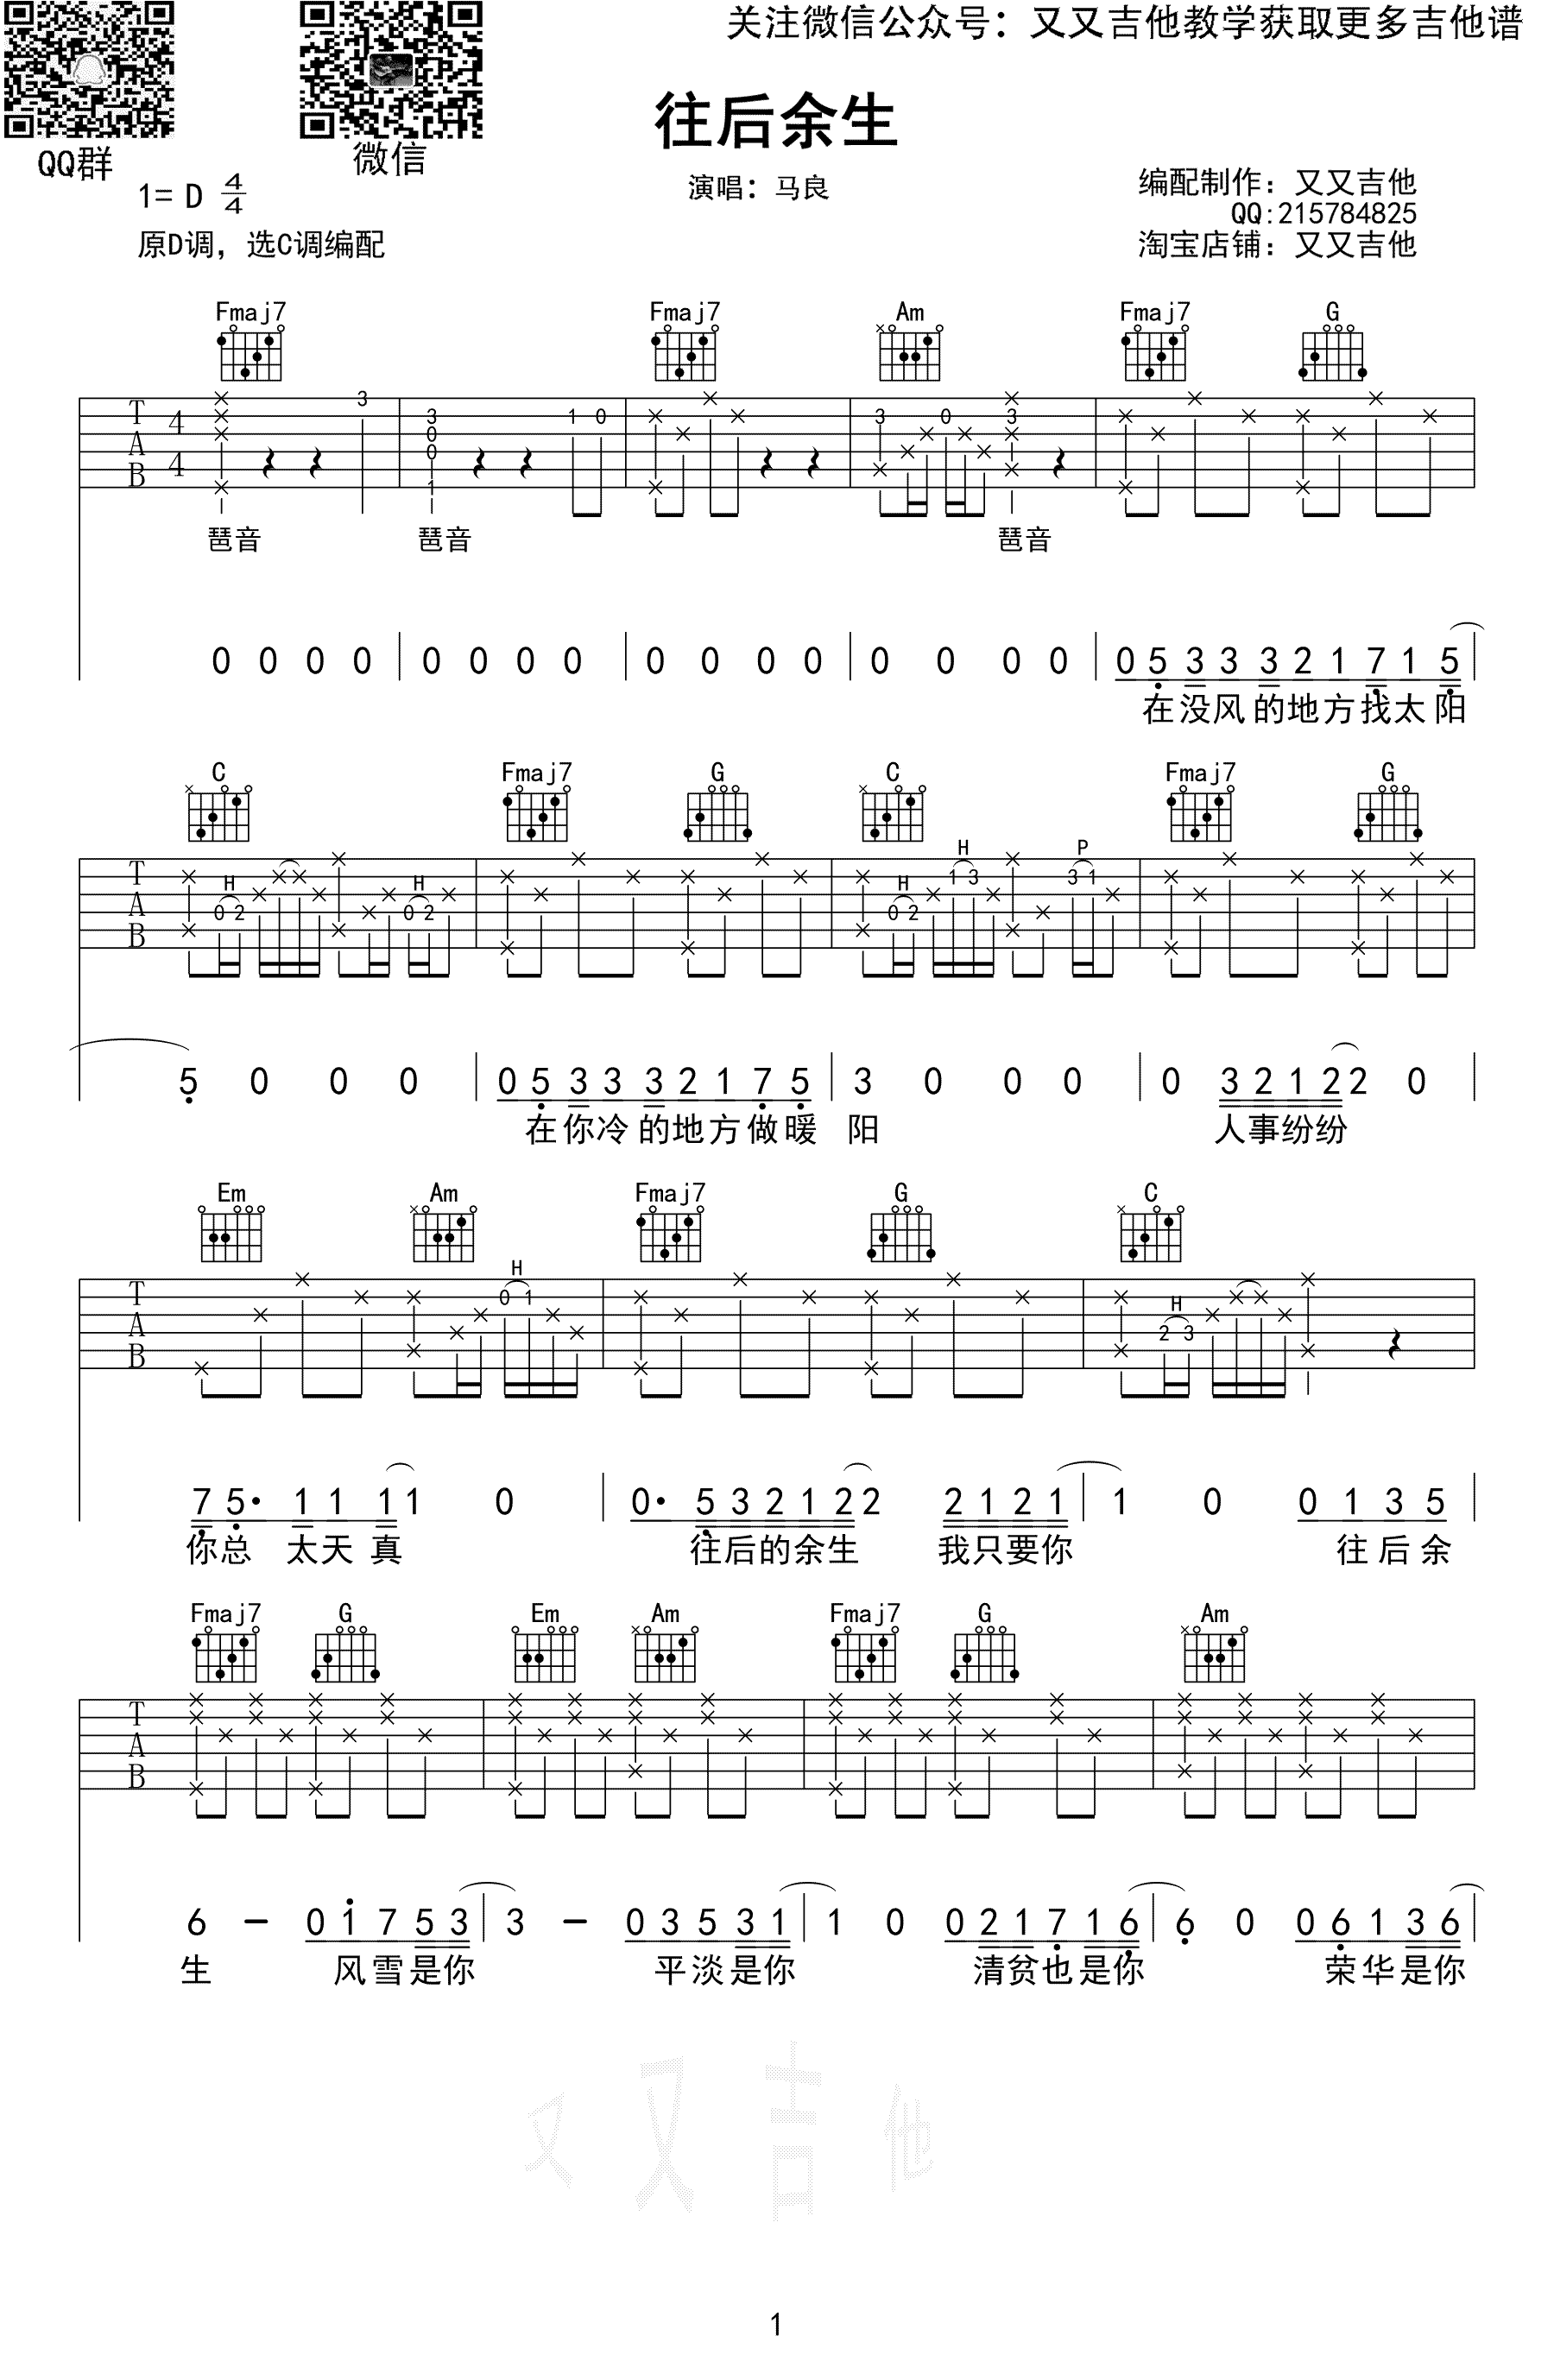 关注微信公众号：又又吉他教学获取更多吉他谱
QQ群 微信
往后余生
1= D 4/4
演唱：马良
编配制作：又又吉他
QQ:215784825
原D调，选C调编配
淘宝店铺：又又吉他
Fmaj7 Fmaj7 Am Fmaj7 G
T A B 4 4 3 3 0 0 1 1 0 3 0 3
琶音 琶音 琶音
0 0 0 0 0 0 0 0 0 0 0 0 0 0 0 0 0 5 3 3 3 2 1 7 1 5
在没风的地方找太阳
C Fmaj7 G C Fmaj7 G
H H H H P
T A B 0 2 0 2 0 2 1 3 3 1
5 0 0 0 0 5 3 3 3 2 1 7 5 3 0 0 0 0 3 2 1 2 2 0
在你冷的地方做暖 阳 人事纷纷
Em Am Fmaj7 G C
H H
T A B 0 1 2 3
7 5· 1 1 1 1 0 0· 5 3 2 1 2 2 2 1 2 1 1 0 0 1 3 5
你总 太天真 往后的余生 我只要你 往后余
Fmaj7 G Em Am Fmaj7 G Am
T A B
6 － 0 1 7 5 3 3 － 0 3 5 3 1 1 0 0 2 1 7 1 6 6 0 0 6 1 3 6
生 风雪是你 平淡是你 清贫也是你 荣华是你
又又吉他
1